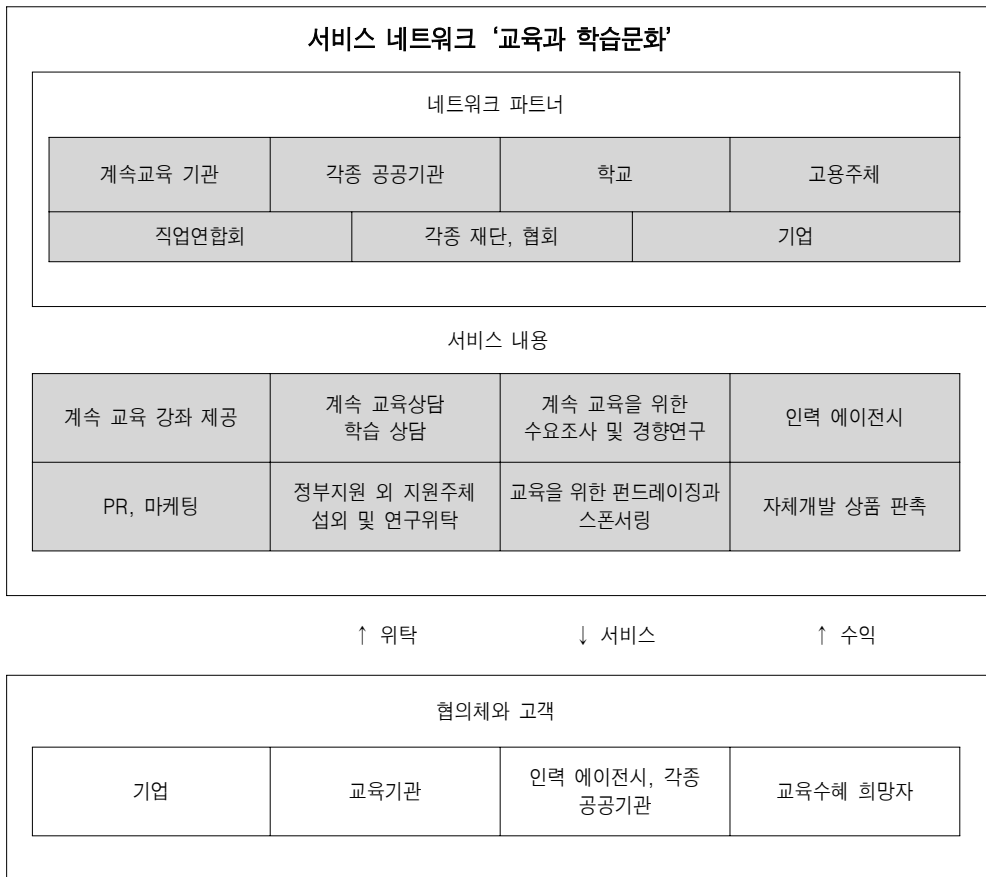 서비스 네트워크 ‘교육과 학습문화’
네트워크 파트너
계속교육 기관
각종 공공기관
학교
고용주체
직업연합회
각종 재단, 협회
기업
서비스 내용
계속 교육 강좌 제공
계속 교육상담
학습 상담
계속 교육을 위한
수요조사 및 경향연구
인력 에이전시
PR, 마케팅
정부지원 외 지원주체
섭외 및 연구위탁
교육을 위한 펀드레이징과
스폰서링
자체개발 상품 판촉
↑ 위탁
↓ 서비스
↑ 수익
협의체와 고객
기업
교육기관
인력 에이전시, 각종
공공기관
교육수혜 희망자